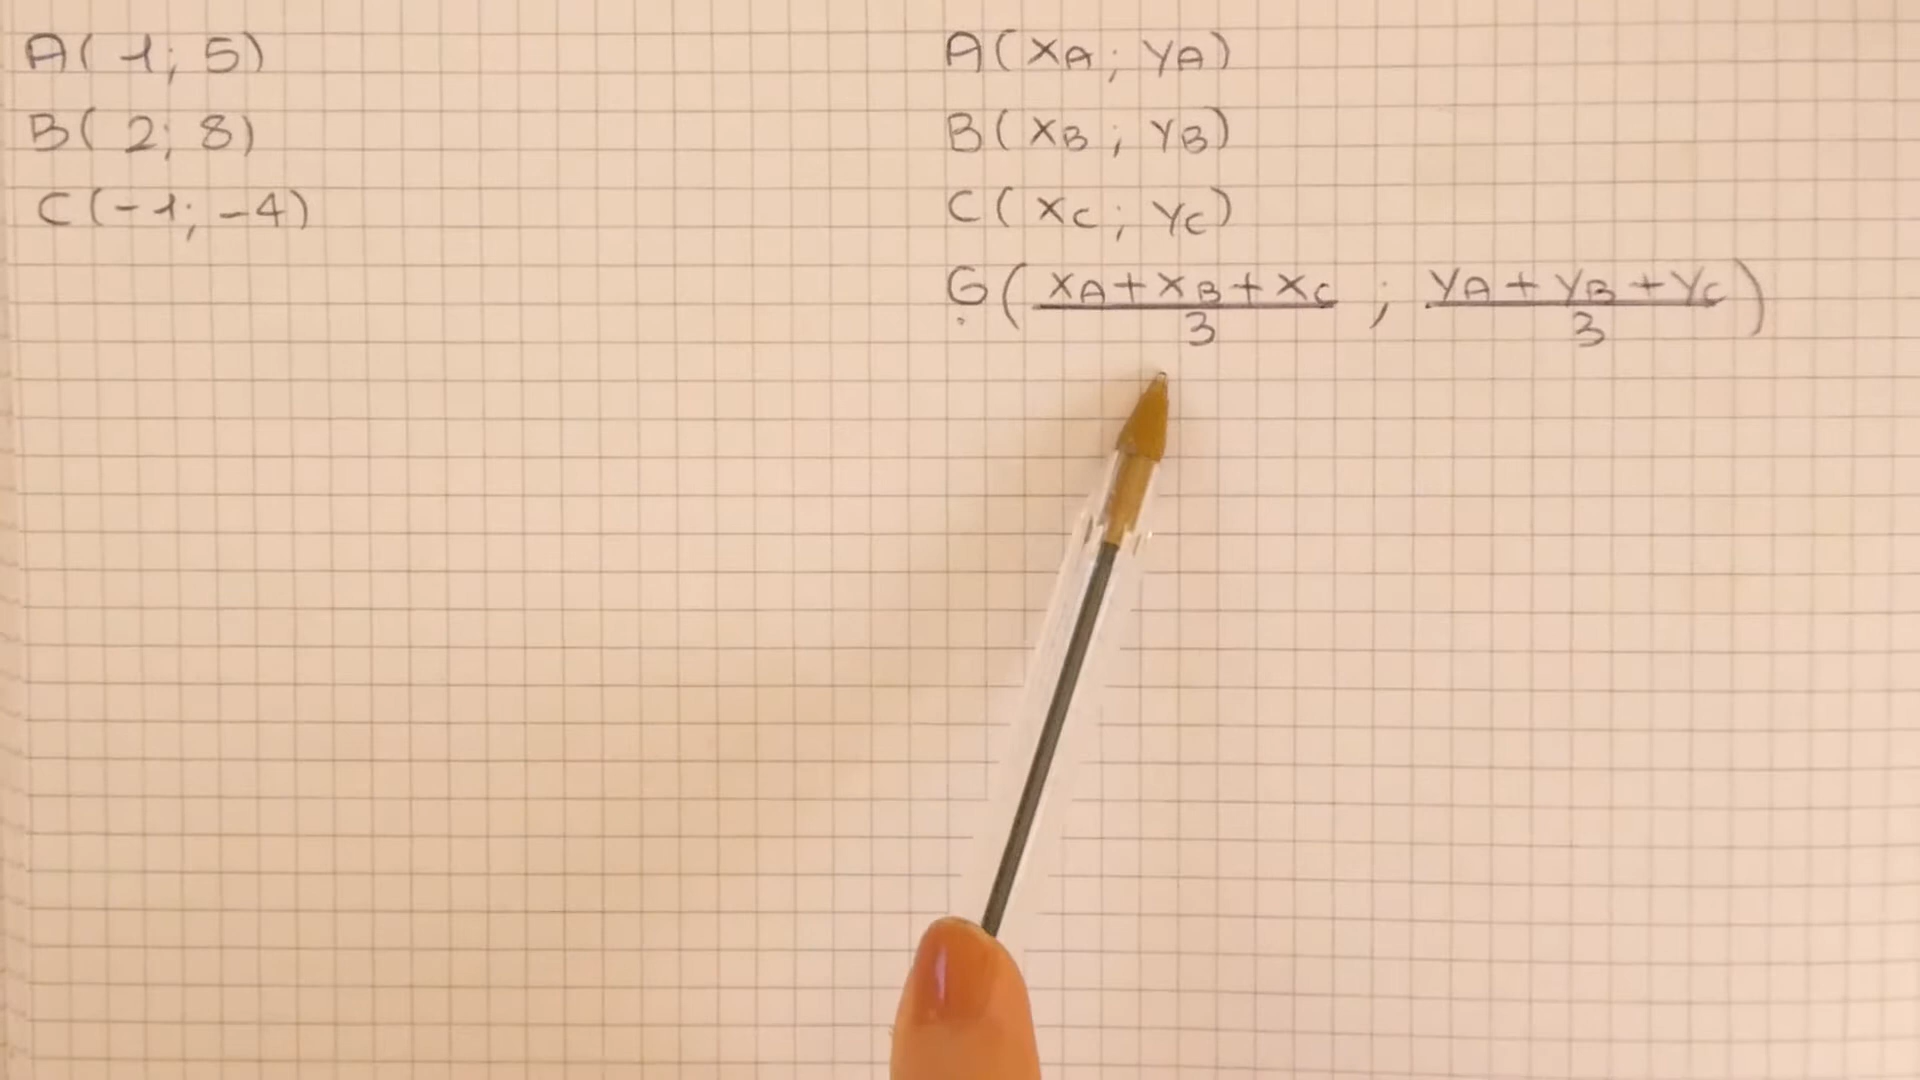 A(1; 5)
B(2; 8)
C(-1; -4)
A(xA; yA)
B(xB; yB)
C(xC; yC)
G((xA+xB+xC)/3 ; (yA+yB+yC)/3)